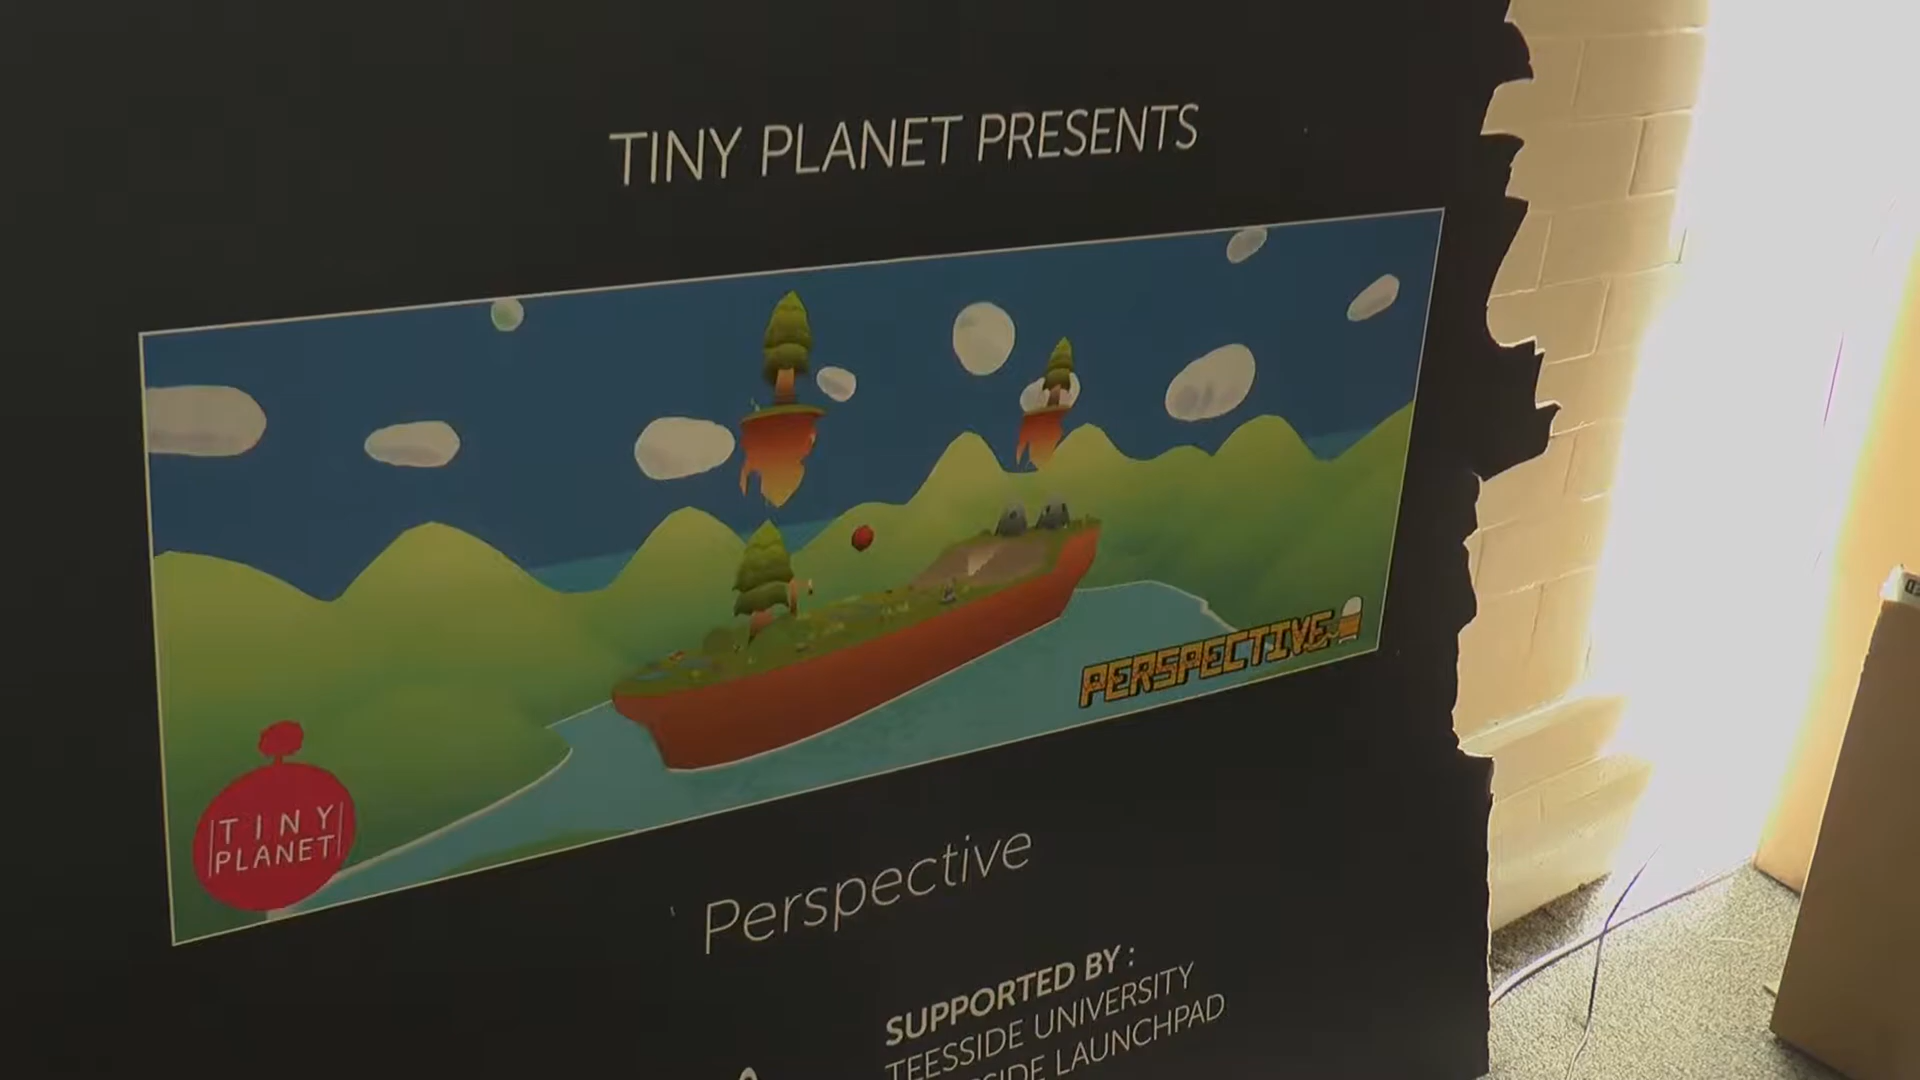 TINY PLANET PRESENTS
PERSPECTIVE
TINY
PLANET
Perspective
SUPPORTED BY :
TEESSIDE UNIVERSITY
LAUNCHPAD